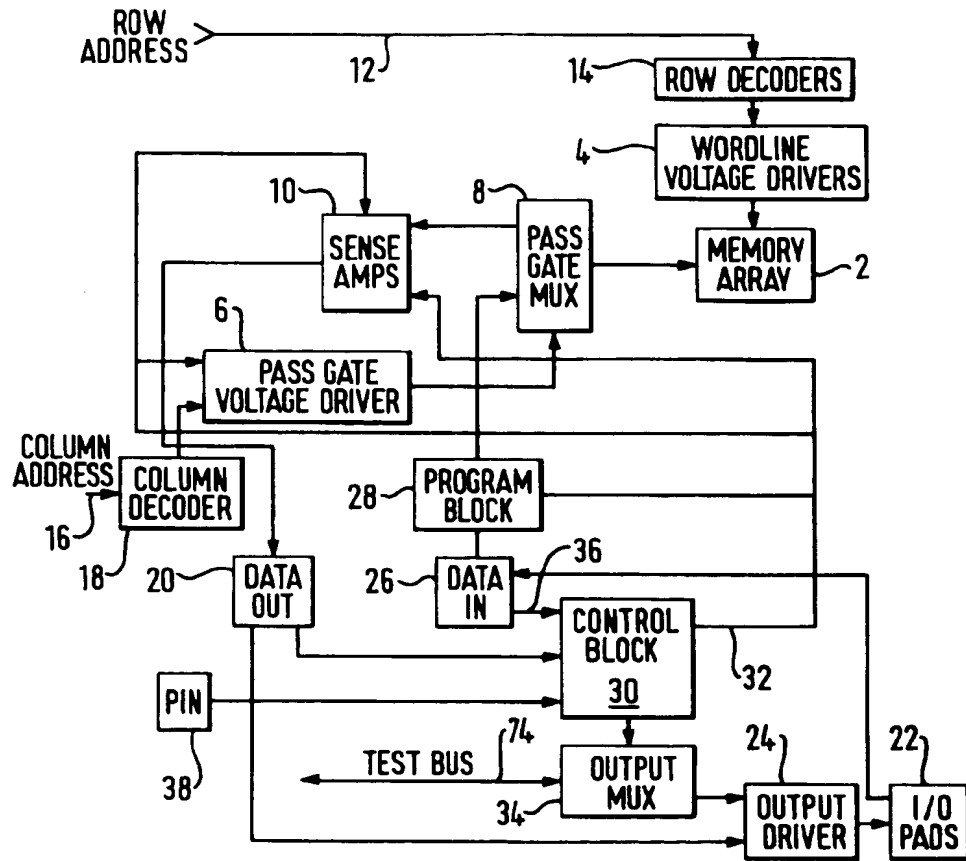 ROW
ADDRESS
12
14
ROW DECODERS
4
WORDLINE
VOLTAGE DRIVERS
10
8
SENSE
AMPS
PASS
GATE
MUX
MEMORY
ARRAY
2
6
PASS GATE
VOLTAGE DRIVER
COLUMN
ADDRESS
16
COLUMN
DECODER
18
28
PROGRAM
BLOCK
20
DATA
OUT
26
DATA
IN
36
CONTROL
BLOCK
30
32
PIN
38
TEST BUS
74
OUTPUT
MUX
34
24
OUTPUT
DRIVER
22
I/O
PADS